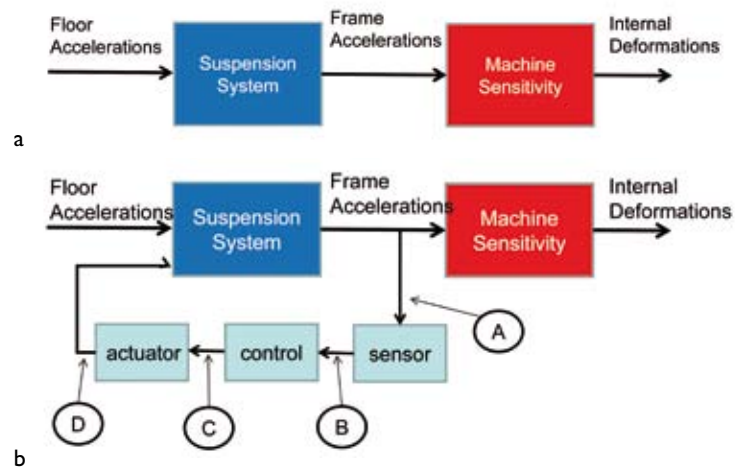 Floor
Accelerations
Suspension
System
Frame
Accelerations
Machine
Sensitivity
Internal
Deformations
a
Floor
Accelerations
Suspension
System
Frame
Accelerations
Machine
Sensitivity
Internal
Deformations
actuator
control
sensor
A
D
C
B
b